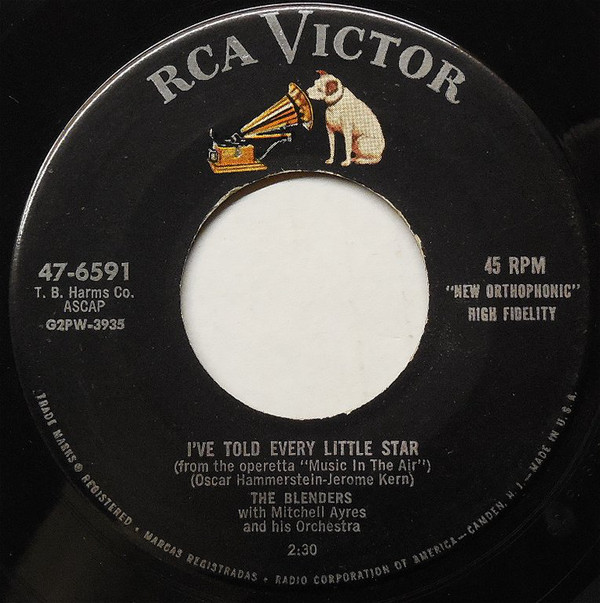 RCA VICTOR
47-6591
T. B. Harms Co.
ASCAP
G2PW-3935
45 RPM
"NEW ORTHOPHONIC"
HIGH FIDELITY
I'VE TOLD EVERY LITTLE STAR
(from the operetta "Music In The Air")
(Oscar Hammerstein-Jerome Kern)
THE BLENDERS
with Mitchell Ayres
and his Orchestra
2:30
TRADE MARKS ® REGISTERED • MARCAS REGISTRADAS • RADIO CORPORATION OF AMERICA—CAMDEN, N. J.—MADE IN U.S.A.